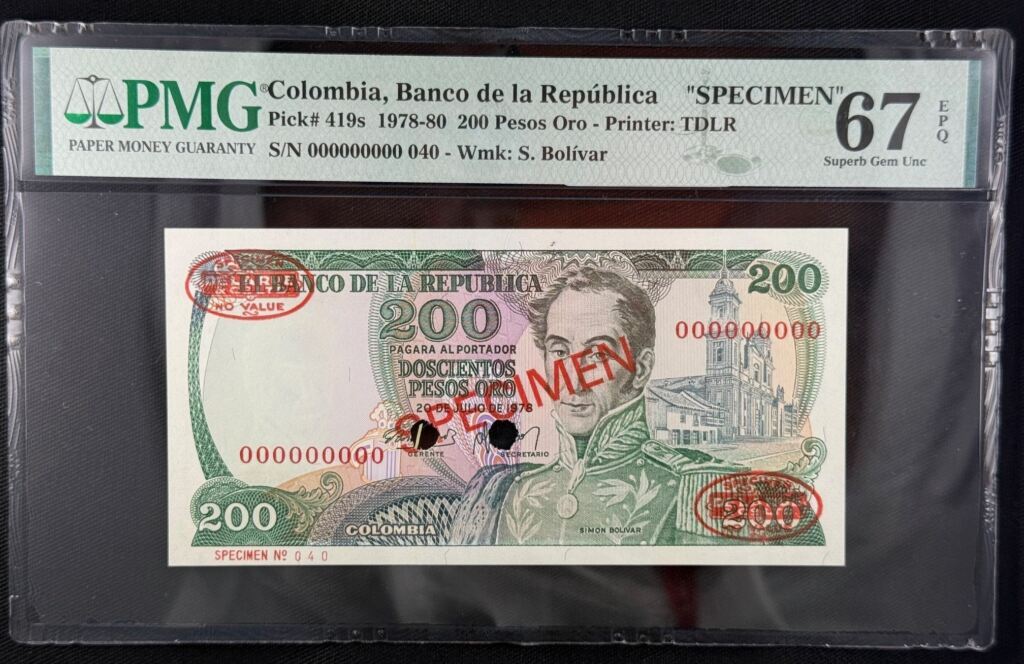 PMG® Colombia, Banco de la República "SPECIMEN" 67 EPQ
Pick# 419s 1978-80 200 Pesos Oro - Printer: TDLR
PAPER MONEY GUARANTY S/N 000000000 040 - Wmk: S. Bolívar Superb Gem Unc
SPECIMEN
NO VALUE
EL BANCO DE LA REPUBLICA
200
200
PAGARA AL PORTADOR
DOSCIENTOS
PESOS ORO
20 DE JULIO DE 1978
000000000
SPECIMEN
GERENTE SECRETARIO
000000000
200
COLOMBIA
SIMON BOLIVAR
SPECIMEN
200
SPECIMEN Nº 040